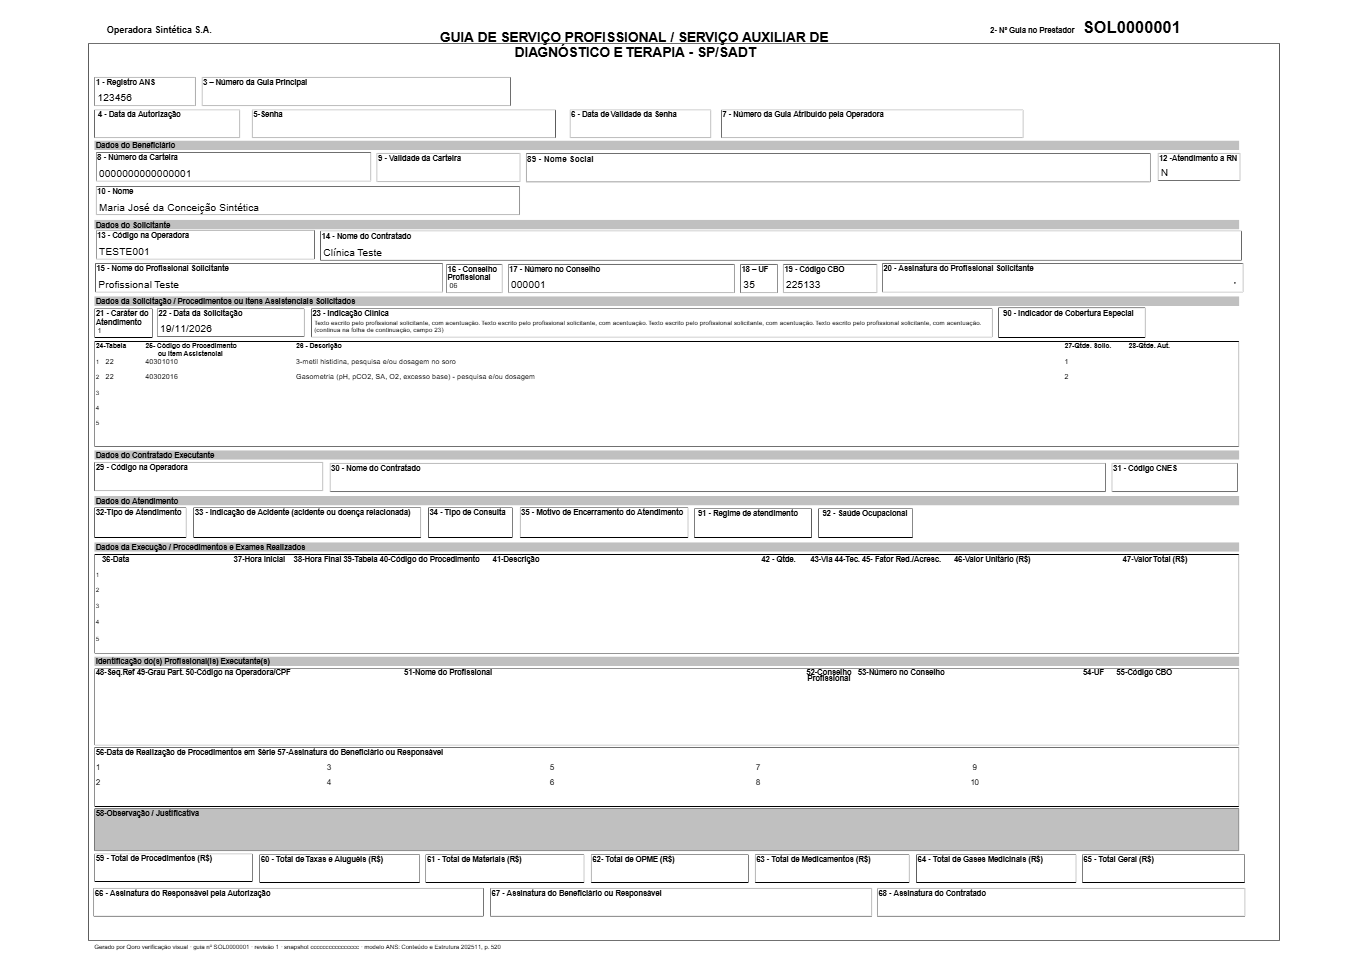 Operadora Sintética S.A.
GUIA DE SERVIÇO PROFISSIONAL / SERVIÇO AUXILIAR DE
DIAGNÓSTICO E TERAPIA - SP/SADT
2- Nº Guia no Prestador SOL0000001
1 - Registro ANS
123456
3 – Número da Guia Principal
4 - Data da Autorização
5-Senha
6 - Data de Validade da Senha
7 - Número da Guia Atribuído pela Operadora
Dados do Beneficiário
8 - Número da Carteira
0000000000000001
9 - Validade da Carteira
89 - Nome Social
12 -Atendimento a RN
N
10 - Nome
Maria José da Conceição Sintética
Dados do Solicitante
13 - Código na Operadora
TESTE001
14 - Nome do Contratado
Clínica Teste
15 - Nome do Profissional Solicitante
Profissional Teste
16 - Conselho
Profissional
06
17 - Número no Conselho
000001
18 – UF
35
19 - Código CBO
225133
20 - Assinatura do Profissional Solicitante
Dados da Solicitação / Procedimentos ou Itens Assistenciais Solicitados
21 - Caráter do
Atendimento
1
22 - Data da Solicitação
19/11/2026
23 - Indicação Clínica
Texto escrito pelo profissional solicitante, com acentuação. Texto escrito pelo profissional solicitante, com acentuação. Texto escrito pelo profissional solicitante, com acentuação. Texto escrito pelo profissional solicitante, com acentuação.
(continua na folha de continuação, campo 23)
90 - Indicador de Cobertura Especial
24-Tabela 25- Código do Procedimento
ou Item Assistencial
26 - Descrição 27-Qtde. Solic. 28-Qtde. Aut.
1 22 40301010 3-metil histidina, pesquisa e/ou dosagem no soro 1
2 22 40302016 Gasometria (pH, pCO2, SA, O2, excesso base) - pesquisa e/ou dosagem 2
3
4
5
Dados do Contratado Executante
29 - Código na Operadora
30 - Nome do Contratado
31 - Código CNES
Dados do Atendimento
32-Tipo de Atendimento
33 - Indicação de Acidente (acidente ou doença relacionada)
34 - Tipo de Consulta
35 - Motivo de Encerramento do Atendimento
91 - Regime de atendimento
92 - Saúde Ocupacional
Dados da Execução / Procedimentos e Exames Realizados
36-Data 37-Hora Inicial 38-Hora Final 39-Tabela 40-Código do Procedimento 41-Descrição 42 - Qtde. 43-Via 44-Tec. 45- Fator Red./Acresc. 46-Valor Unitário (R$) 47-Valor Total (R$)
1
2
3
4
5
Identificação do(s) Profissional(is) Executante(s)
48-Seq.Ref 49-Grau Part. 50-Código na Operadora/CPF 51-Nome do Profissional 52-Conselho
Profissional
53-Número no Conselho 54-UF 55-Código CBO
56-Data de Realização de Procedimentos em Série 57-Assinatura do Beneficiário ou Responsável
1 3 5 7 9
2 4 6 8 10
58-Observação / Justificativa
59 - Total de Procedimentos (R$)
60 - Total de Taxas e Aluguéis (R$)
61 - Total de Materiais (R$)
62- Total de OPME (R$)
63 - Total de Medicamentos (R$)
64 - Total de Gases Medicinais (R$)
65 - Total Geral (R$)
66 - Assinatura do Responsável pela Autorização
67 - Assinatura do Beneficiário ou Responsável
68 - Assinatura do Contratado
Gerado por Qoro verificação visual · guia nº SOL0000001 · revisão 1 · snapshot cccccccccccccccc · modelo ANS: Conteúdo e Estrutura 202511, p. 520